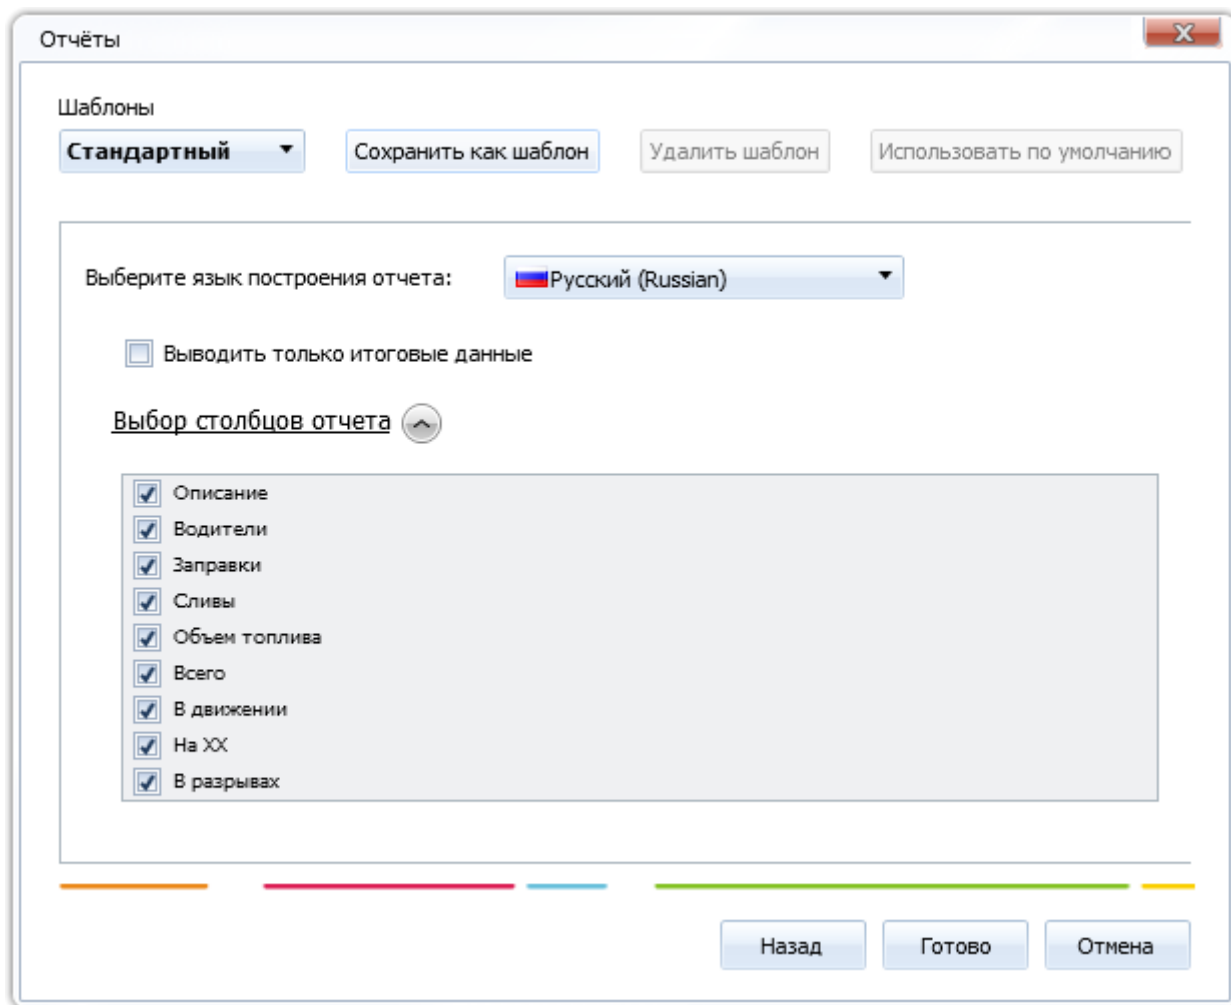 Отчёты
Шаблоны
Стандартный Сохранить как шаблон Удалить шаблон Использовать по умолчанию
Выберите язык построения отчета: Русский (Russian)
Выводить только итоговые данные
Выбор столбцов отчета
Описание
Водители
Заправки
Сливы
Объем топлива
Всего
В движении
На ХХ
В разрывах
Назад Готово Отмена